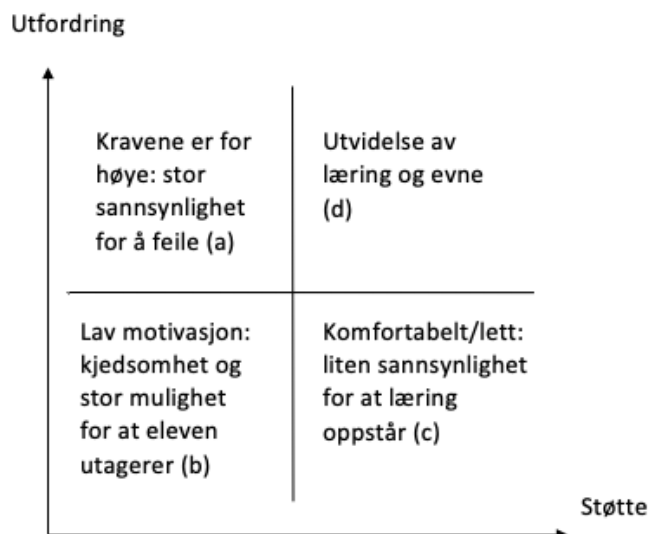 Utfordring
Kravene er for
høye: stor
sannsynlighet
for å feile (a)
Utvidelse av
læring og evne
(d)
Lav motivasjon:
kjedsomhet og
stor mulighet
for at eleven
utagerer (b)
Komfortabelt/lett:
liten sannsynlighet
for at læring
oppstår (c)
Støtte